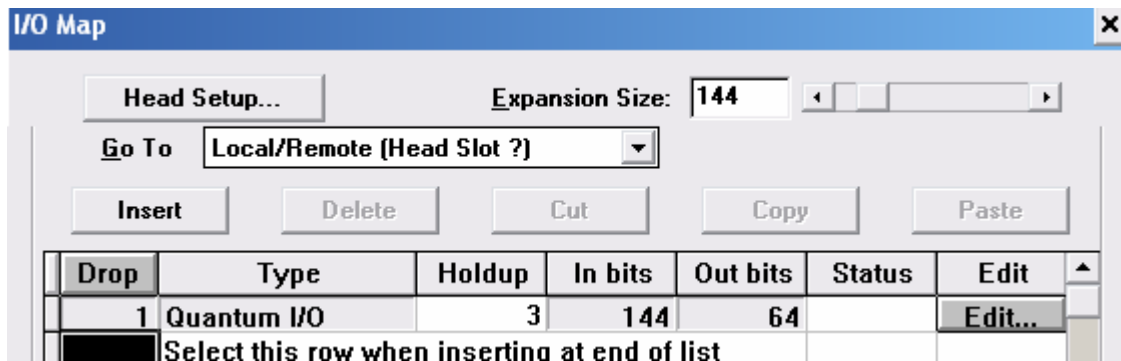 I/O Map
Head Setup... Expansion Size: 144
Go To Local/Remote (Head Slot ?)
Insert Delete Cut Copy Paste
Drop Type Holdup In bits Out bits Status Edit
1 Quantum I/O 3 144 64 Edit...
Select this row when inserting at end of list